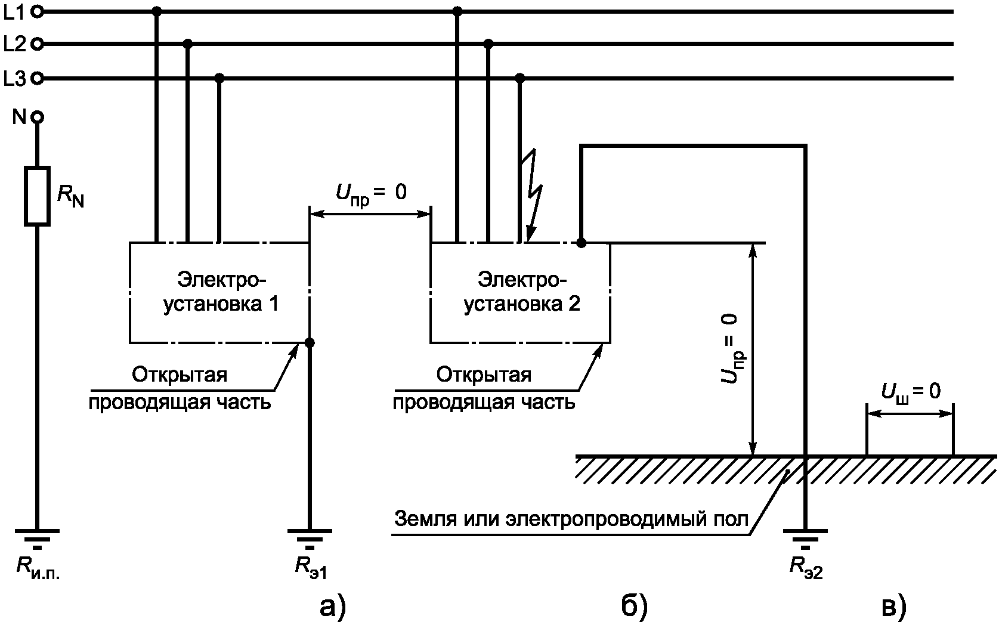 L1
L2
L3
N
R_N
U_пр = 0
Электро-
установка 1
Электро-
установка 2
U_пр = 0
Открытая
проводящая часть
Открытая
проводящая часть
U_ш = 0
Земля или электропроводимый пол
R_и.п.
R_э1
R_э2
а)
б)
в)